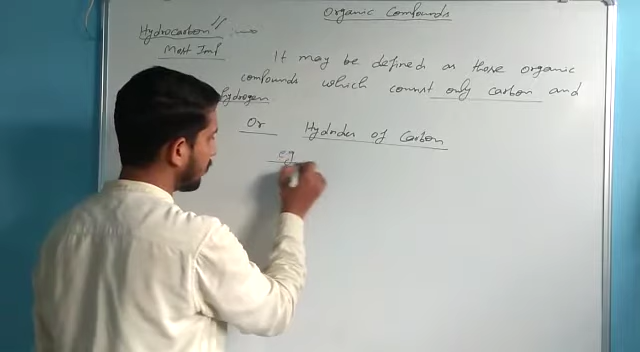 Organic Compounds
Hydrocarbon"
Most Imp
It may be defined as those organic
compounds which consist only carbon and
hydrogen.
Or Hydrides of Carbon
eg